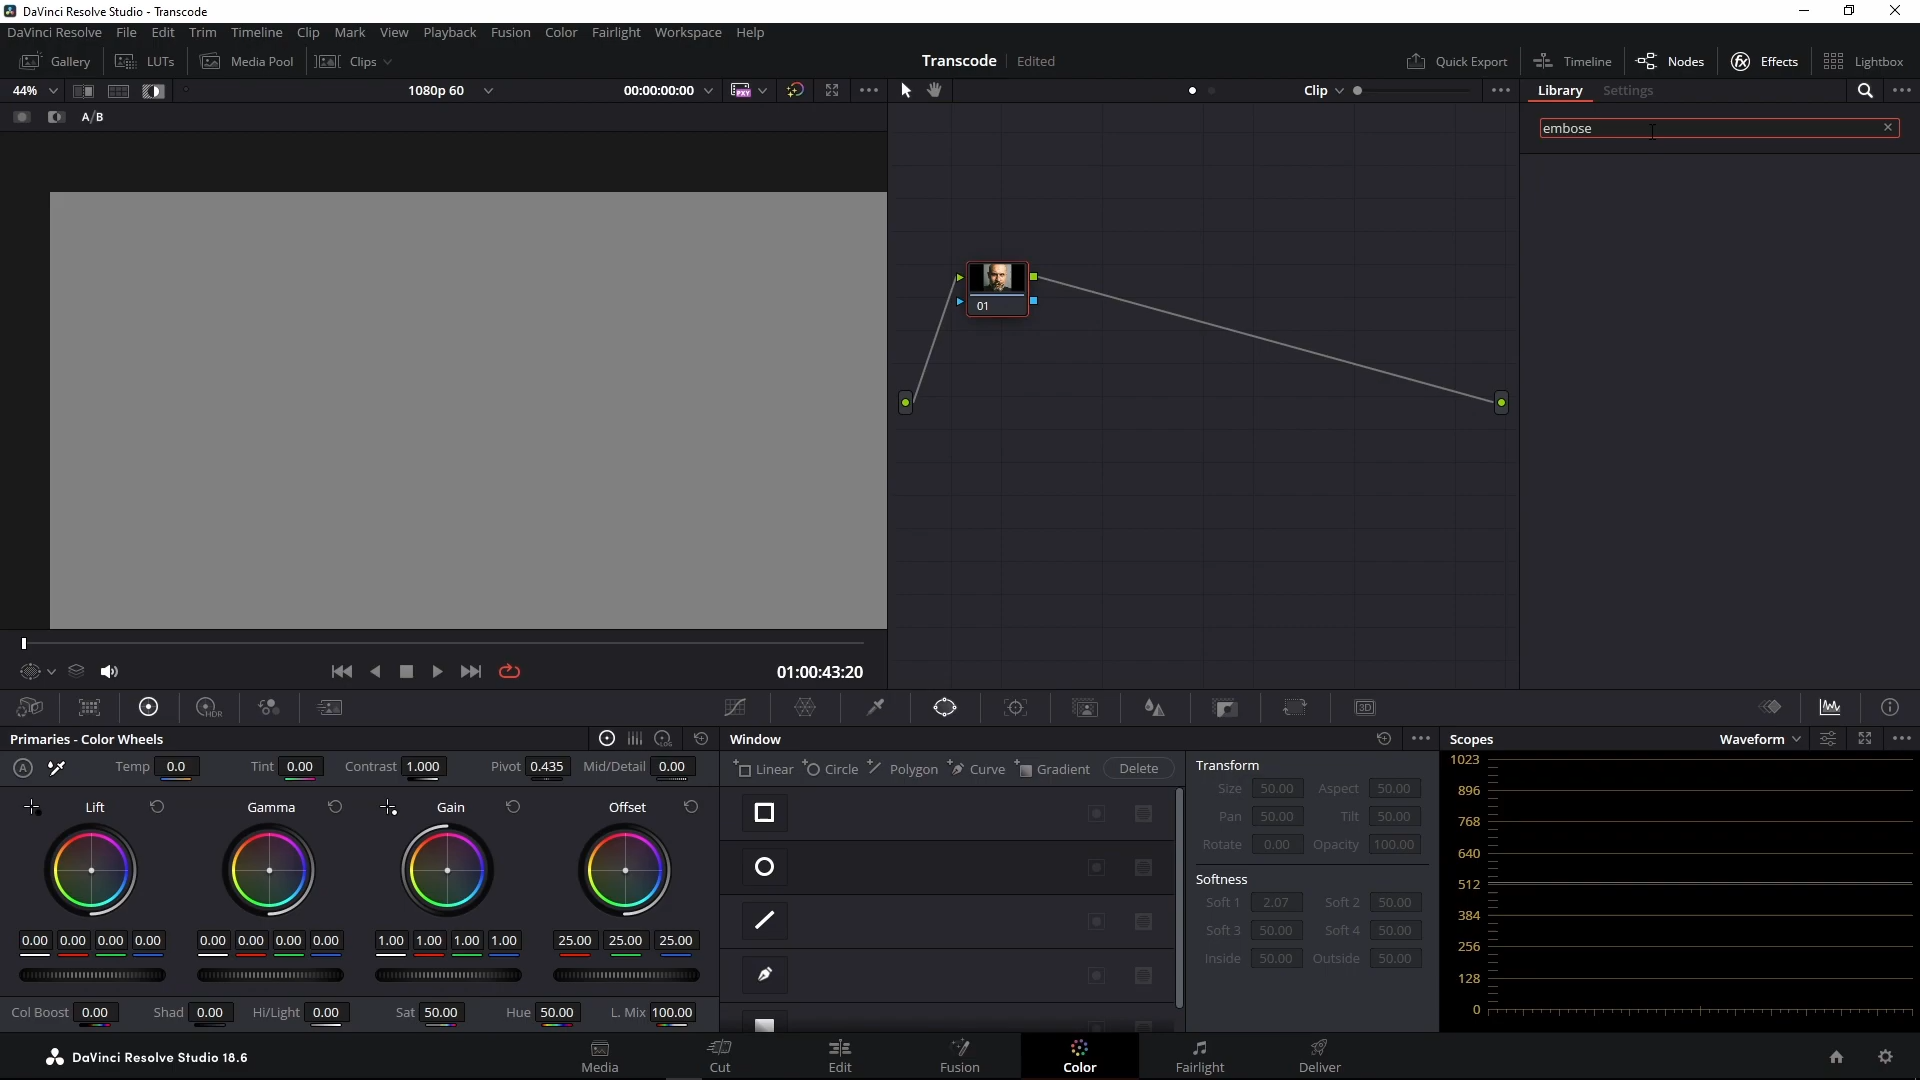 DaVinci Resolve Studio - Transcode
DaVinci Resolve File Edit Trim Timeline Clip Mark View Playback Fusion Color Fairlight Workspace Help
Gallery LUTs Media Pool Clips Transcode Edited Quick Export Timeline Nodes Effects Lightbox
44% 1080p 60 00:00:00:00 Clip Library Settings
A/B
embose
01
01:00:43:20
HDR 3D
Primaries - Color Wheels Window Scopes Waveform
A Temp 0.0 Tint 0.00 Contrast 1.000 Pivot 0.435 Mid/Detail 0.00
Linear Circle Polygon Curve Gradient Delete
Transform
Size 50.00 Aspect 50.00
Pan 50.00 Tilt 50.00
Rotate 0.00 Opacity 100.00
Softness
Soft 1 2.07 Soft 2 50.00
Soft 3 50.00 Soft 4 50.00
Inside 50.00 Outside 50.00
Lift Gamma Gain Offset
0.00 0.00 0.00 0.00 0.00 0.00 0.00 0.00 1.00 1.00 1.00 1.00 25.00 25.00 25.00
Col Boost 0.00 Shad 0.00 Hi/Light 0.00 Sat 50.00 Hue 50.00 L. Mix 100.00
1023
896
768
640
512
384
256
128
0
DaVinci Resolve Studio 18.6
Media Cut Edit Fusion Color Fairlight Deliver